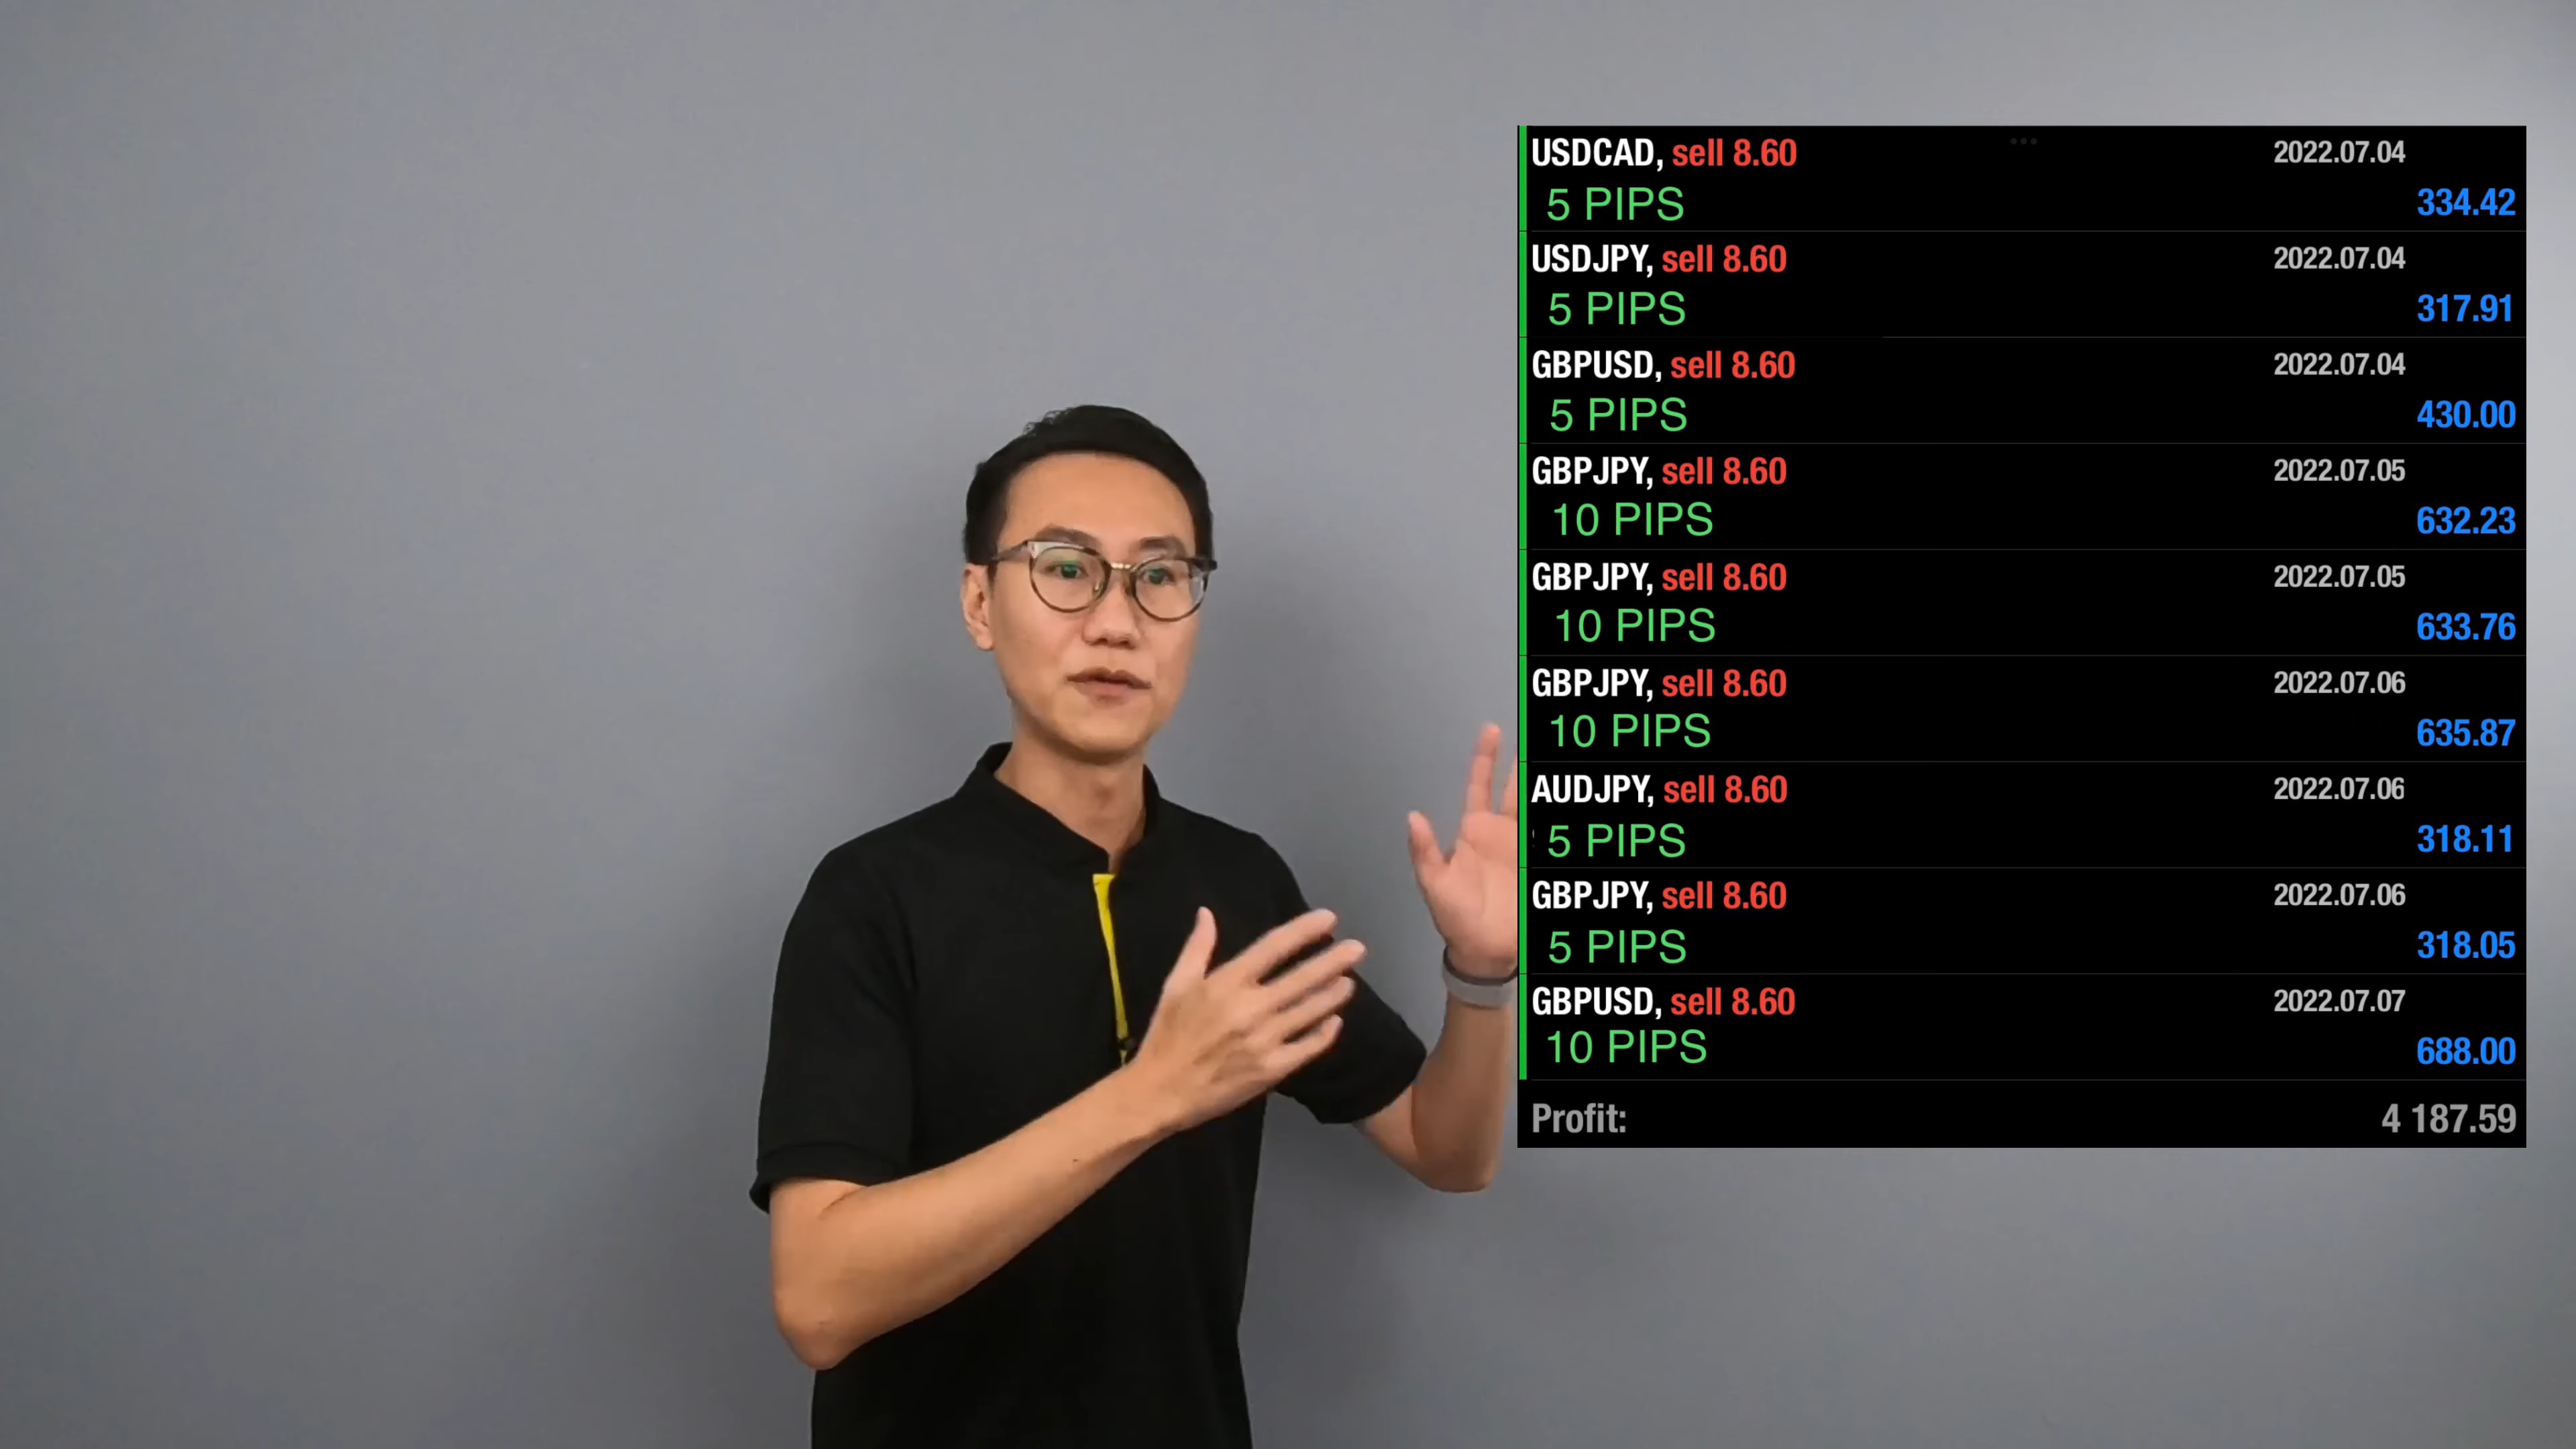 USDCAD, sell 8.60 2022.07.04
5 PIPS 334.42
USDJPY, sell 8.60 2022.07.04
5 PIPS 317.91
GBPUSD, sell 8.60 2022.07.04
5 PIPS 430.00
GBPJPY, sell 8.60 2022.07.05
10 PIPS 632.23
GBPJPY, sell 8.60 2022.07.05
10 PIPS 633.76
GBPJPY, sell 8.60 2022.07.06
10 PIPS 635.87
AUDJPY, sell 8.60 2022.07.06
5 PIPS 318.11
GBPJPY, sell 8.60 2022.07.06
5 PIPS 318.05
GBPUSD, sell 8.60 2022.07.07
10 PIPS 688.00
Profit: 4 187.59